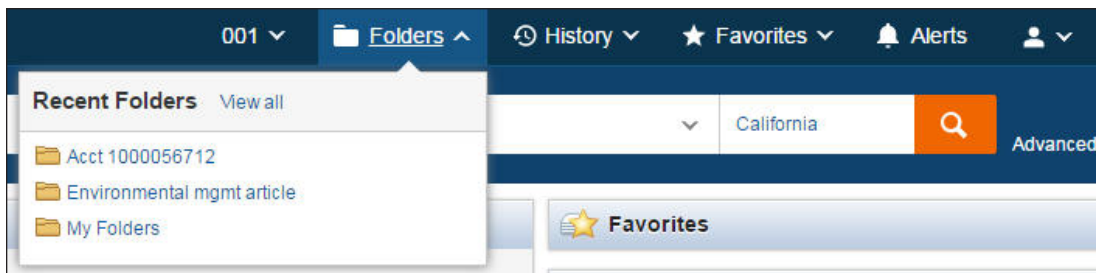 001 Folders History Favorites Alerts
Recent Folders View all
California
Advanced
Acct 1000056712
Environmental mgmt article
My Folders
Favorites